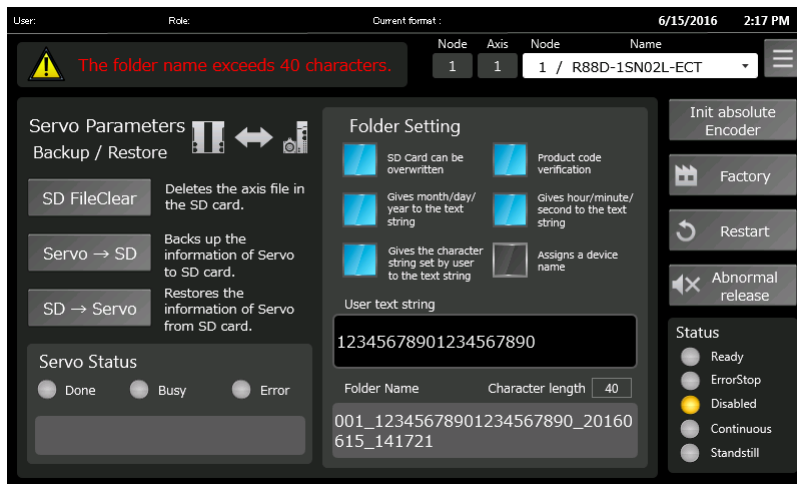 User: Role: Current format : 6/15/2016 2:17 PM
The folder name exceeds 40 characters.
Node Axis Node Name
1 1 1 / R88D-1SN02L-ECT
Servo Parameters
Backup / Restore
SD FileClear
Deletes the axis file in
the SD card.
Servo → SD
Backs up the
information of Servo
to SD card.
SD → Servo
Restores the
information of Servo
from SD card.
Servo Status
Done Busy Error
Folder Setting
SD Card can be
overwritten
Product code
verification
Gives month/day/
year to the text
string
Gives hour/minute/
second to the text
string
Gives the character
string set by user
to the text string
Assigns a device
name
User text string
12345678901234567890
Folder Name Character length 40
001_12345678901234567890_20160
615_141721
Init absolute
Encoder
Factory
Restart
Abnormal
release
Status
Ready
ErrorStop
Disabled
Continuous
Standstill